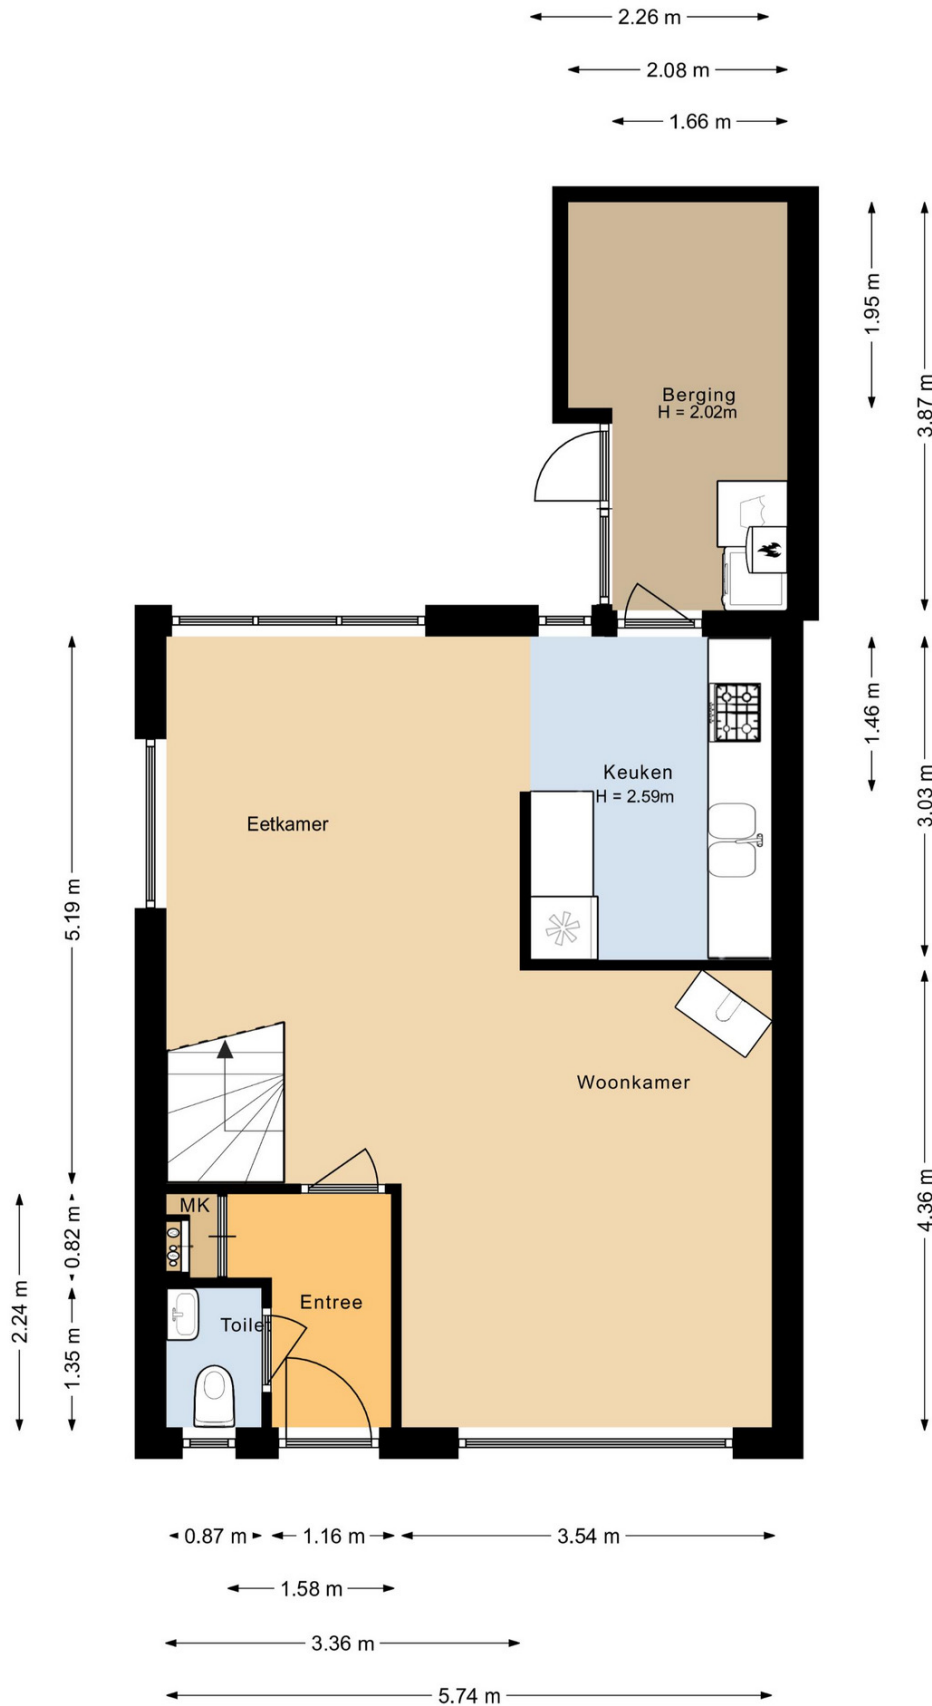 2.26 m
2.08 m
1.66 m
1.95 m
3.87 m
Berging
H = 2.02m
1.46 m
Keuken
H = 2.59m
3.03 m
Eetkamer
5.19 m
Woonkamer
4.36 m
MK
0.82 m
2.24 m
Entree
Toilet
1.35 m
0.87 m
1.16 m
3.54 m
1.58 m
3.36 m
5.74 m